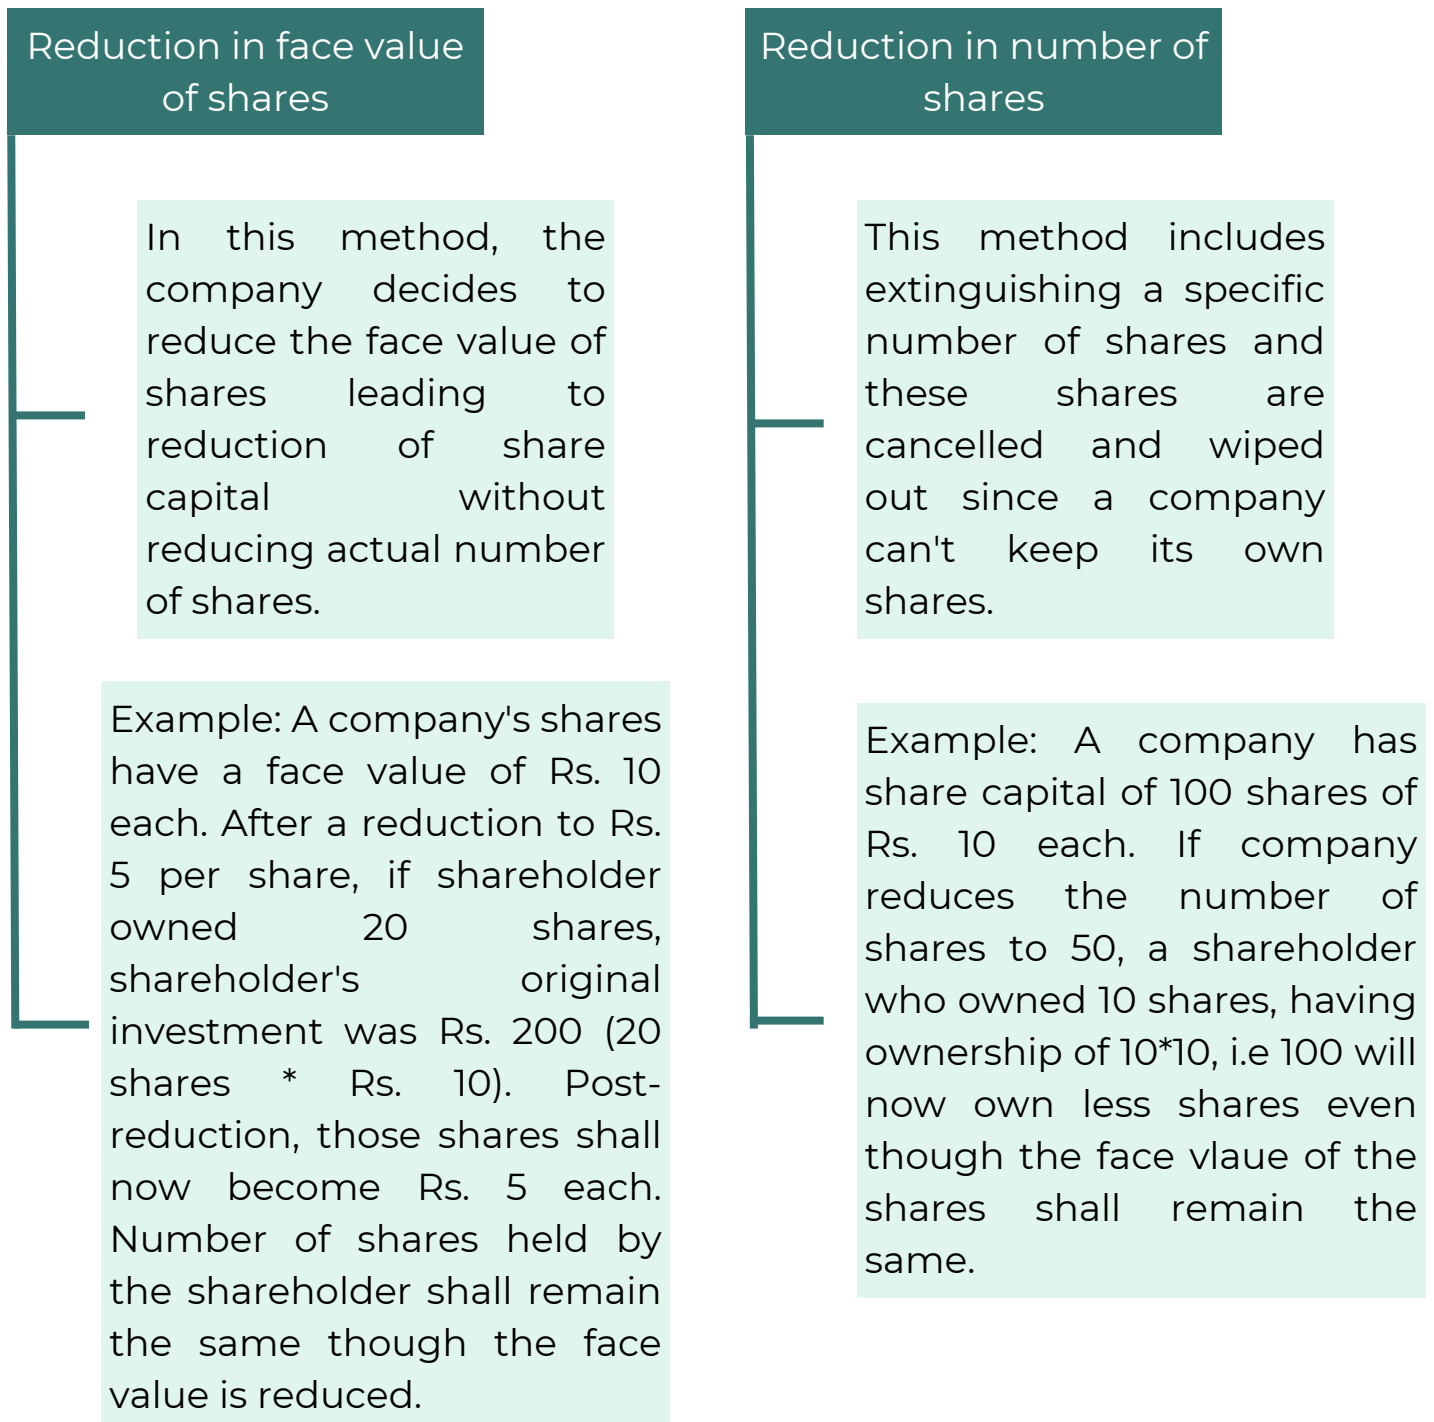 Reduction in face value
of shares
In this method, the
company decides to
reduce the face value of
shares leading to
reduction of share
capital without
reducing actual number
of shares.
Example: A company's shares
have a face value of Rs. 10
each. After a reduction to Rs.
5 per share, if shareholder
owned 20 shares,
shareholder's original
investment was Rs. 200 (20
shares * Rs. 10). Post-
reduction, those shares shall
now become Rs. 5 each.
Number of shares held by
the shareholder shall remain
the same though the face
value is reduced.
Reduction in number of
shares
This method includes
extinguishing a specific
number of shares and
these shares are
cancelled and wiped
out since a company
can't keep its own
shares.
Example: A company has
share capital of 100 shares of
Rs. 10 each. If company
reduces the number of
shares to 50, a shareholder
who owned 10 shares, having
ownership of 10*10, i.e 100 will
now own less shares even
though the face vlaue of the
shares shall remain the
same.